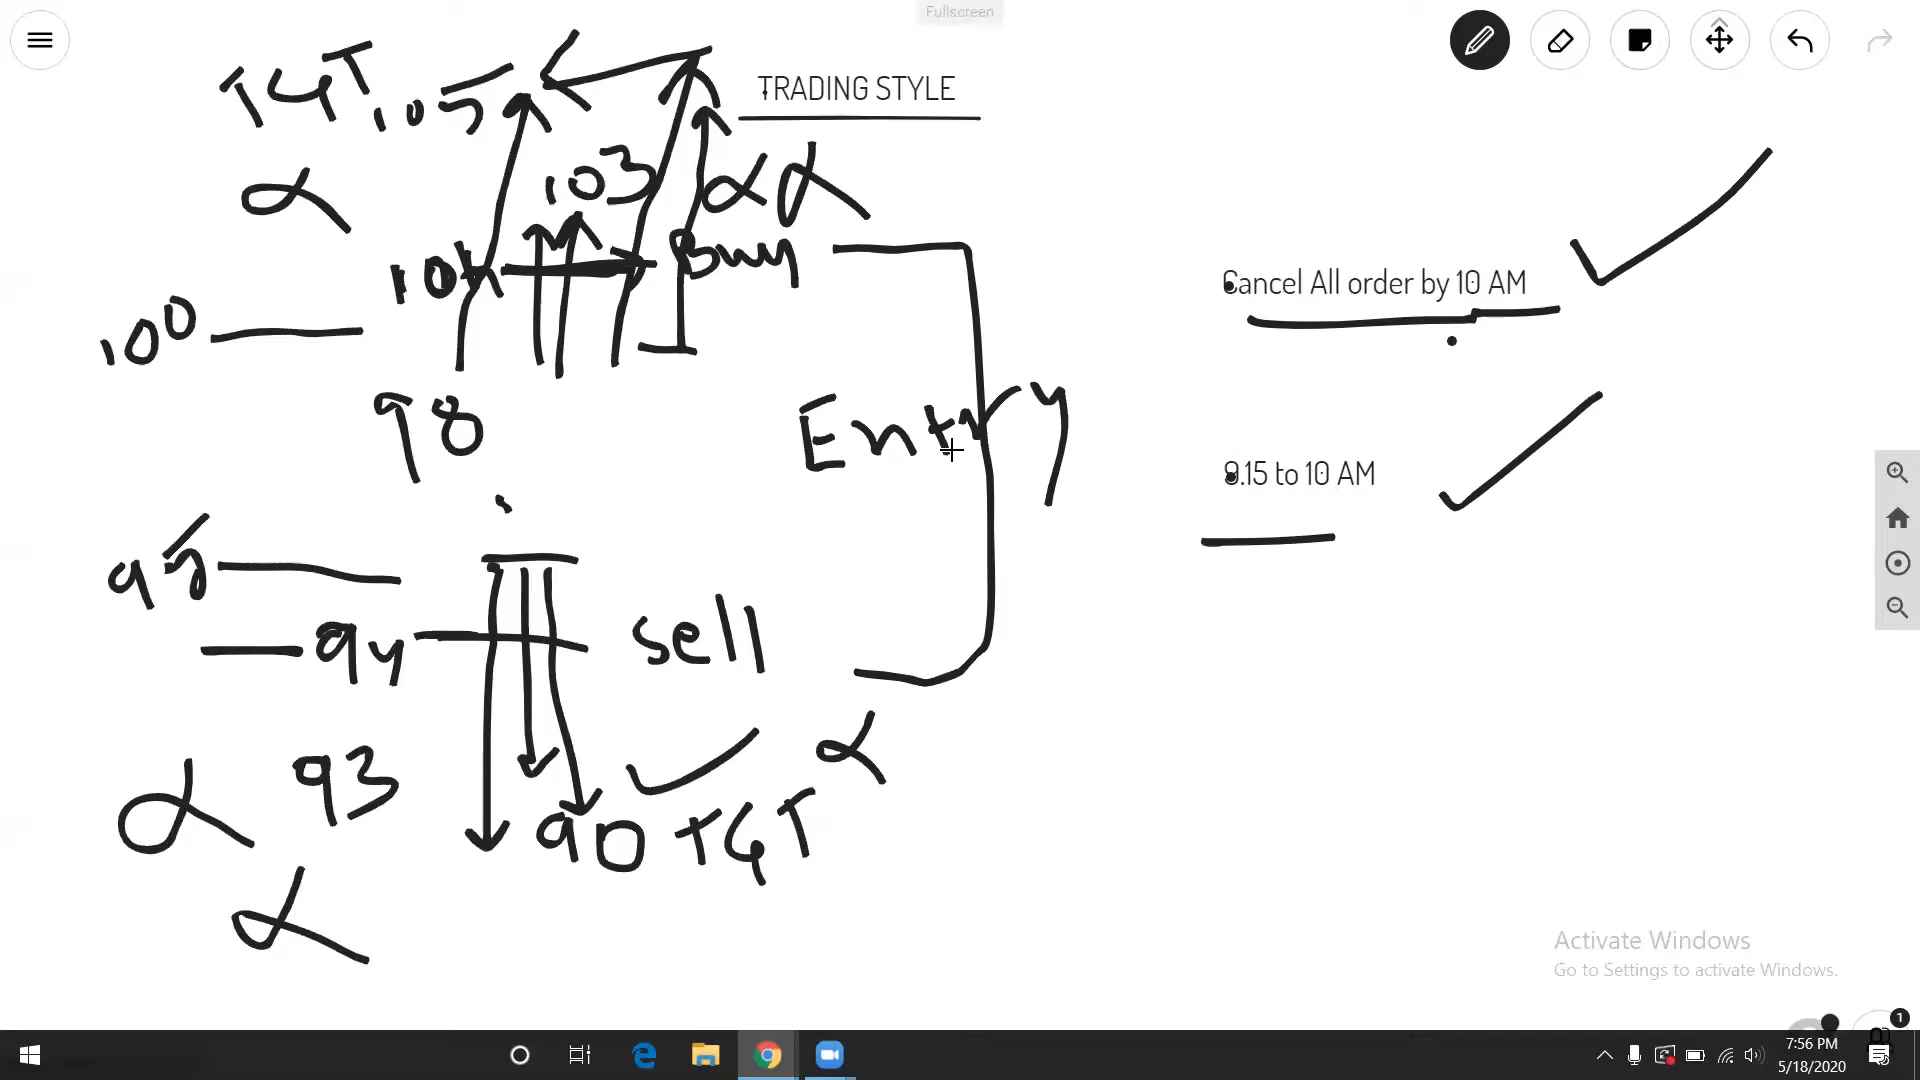 Fullscreen
TRADING STYLE
TGT
105
103
Buy
100
98
Entry
95
94
sell
93
90 TGT
Cancel All order by 10 AM
9.15 to 10 AM
Activate Windows
Go to Settings to activate Windows.
1
7:56 PM
5/18/2020